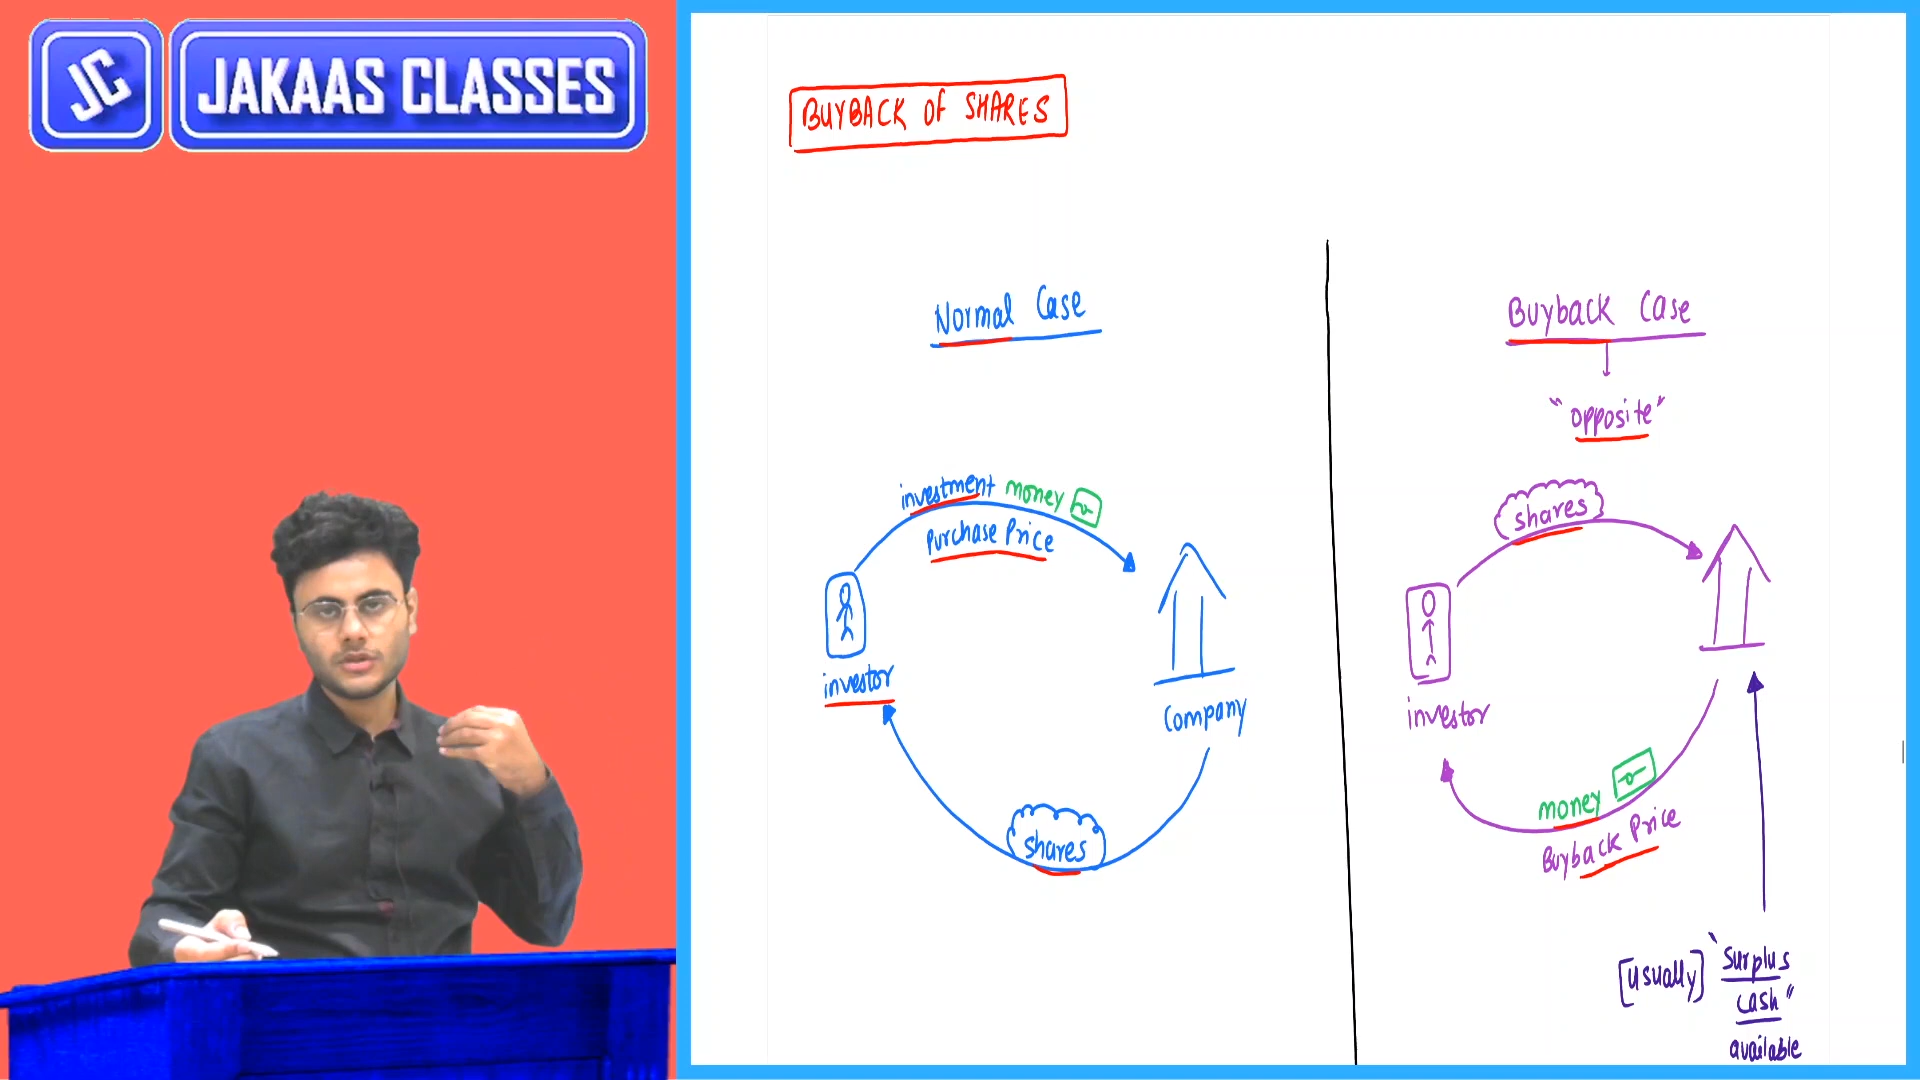 JC JAKAAS CLASSES
BUYBACK OF SHARES
Normal Case
investment money
Purchase Price
investor
Company
shares
Buyback Case
"opposite"
shares
investor
money
Buyback Price
[usually] "Surplus
cash"
available